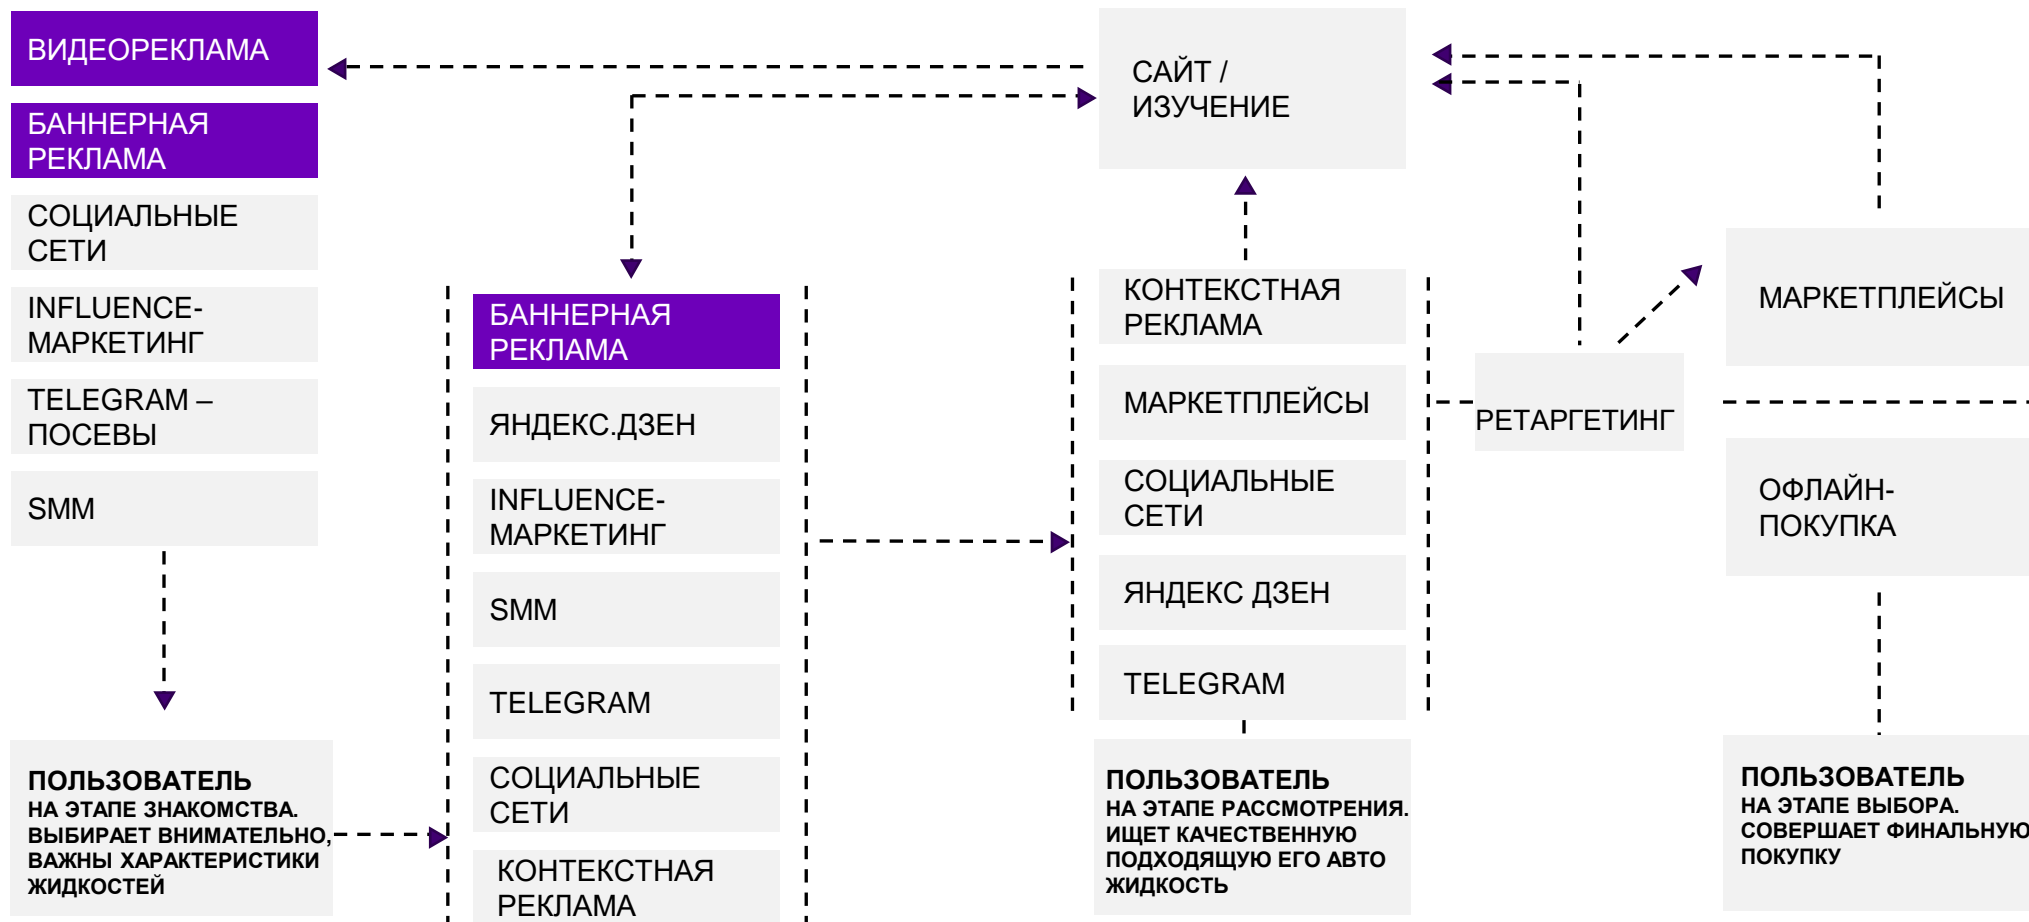 ВИДЕОРЕКЛАМА
БАННЕРНАЯ
РЕКЛАМА
СОЦИАЛЬНЫЕ
СЕТИ
INFLUENCE-
МАРКЕТИНГ
TELEGRAM –
ПОСЕВЫ
SMM
ПОЛЬЗОВАТЕЛЬ
НА ЭТАПЕ ЗНАКОМСТВА.
ВЫБИРАЕТ ВНИМАТЕЛЬНО,
ВАЖНЫ ХАРАКТЕРИСТИКИ
ЖИДКОСТЕЙ
БАННЕРНАЯ
РЕКЛАМА
ЯНДЕКС.ДЗЕН
INFLUENCE-
МАРКЕТИНГ
SMM
TELEGRAM
СОЦИАЛЬНЫЕ
СЕТИ
КОНТЕКСТНАЯ
РЕКЛАМА
САЙТ /
ИЗУЧЕНИЕ
КОНТЕКСТНАЯ
РЕКЛАМА
МАРКЕТПЛЕЙСЫ
СОЦИАЛЬНЫЕ
СЕТИ
ЯНДЕКС ДЗЕН
TELEGRAM
ПОЛЬЗОВАТЕЛЬ
НА ЭТАПЕ РАССМОТРЕНИЯ.
ИЩЕТ КАЧЕСТВЕННУЮ
ПОДХОДЯЩУЮ ЕГО АВТО
ЖИДКОСТЬ
РЕТАРГЕТИНГ
МАРКЕТПЛЕЙСЫ
ОФЛАЙН-
ПОКУПКА
ПОЛЬЗОВАТЕЛЬ
НА ЭТАПЕ ВЫБОРА.
СОВЕРШАЕТ ФИНАЛЬНУЮ
ПОКУПКУ